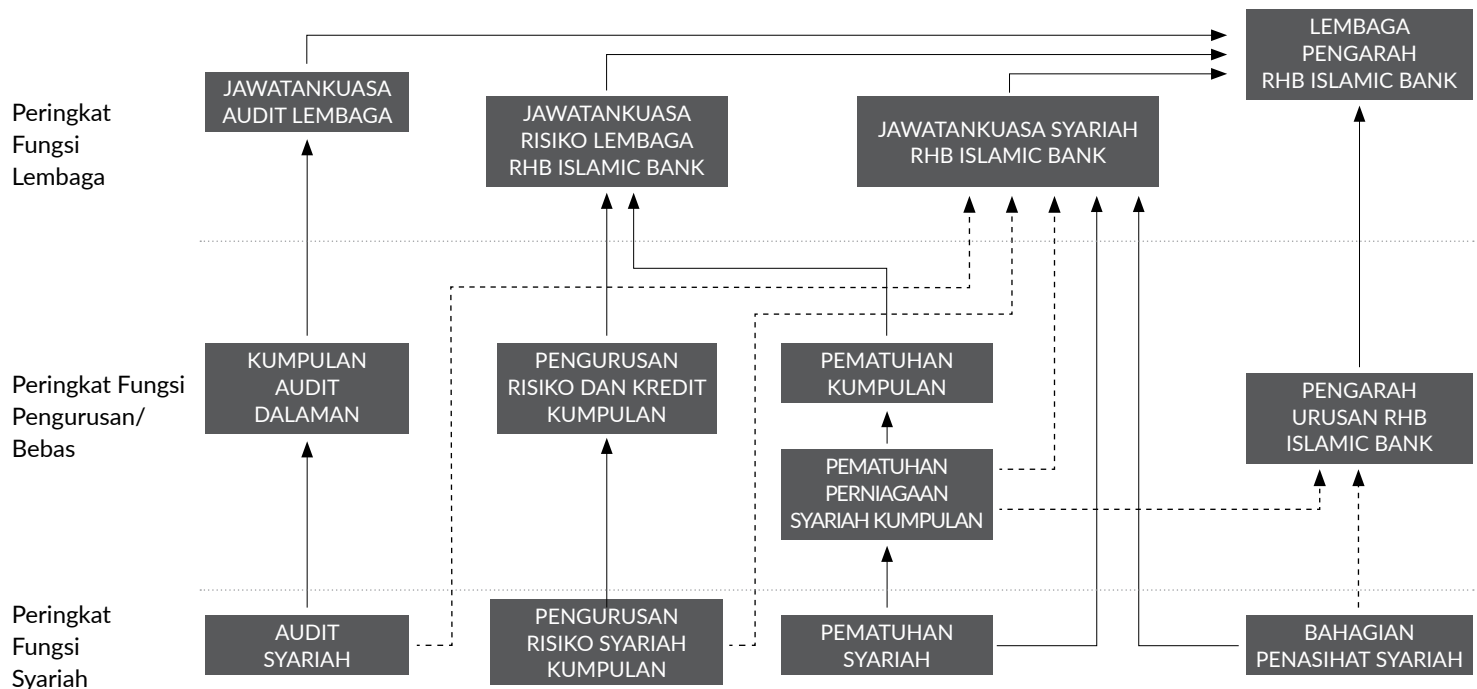 LEMBAGA
PENGARAH
RHB ISLAMIC BANK
Peringkat
Fungsi
Lembaga
JAWATANKUASA
AUDIT LEMBAGA
JAWATANKUASA
RISIKO LEMBAGA
RHB ISLAMIC BANK
JAWATANKUASA SYARIAH
RHB ISLAMIC BANK
Peringkat Fungsi
Pengurusan/
Bebas
KUMPULAN
AUDIT
DALAMAN
PENGURUSAN
RISIKO DAN KREDIT
KUMPULAN
PEMATUHAN
KUMPULAN
PEMATUHAN
PERNIAGAAN
SYARIAH KUMPULAN
PENGARAH
URUSAN RHB
ISLAMIC BANK
Peringkat
Fungsi
Syariah
AUDIT
SYARIAH
PENGURUSAN
RISIKO SYARIAH
KUMPULAN
PEMATUHAN
SYARIAH
BAHAGIAN
PENASIHAT SYARIAH